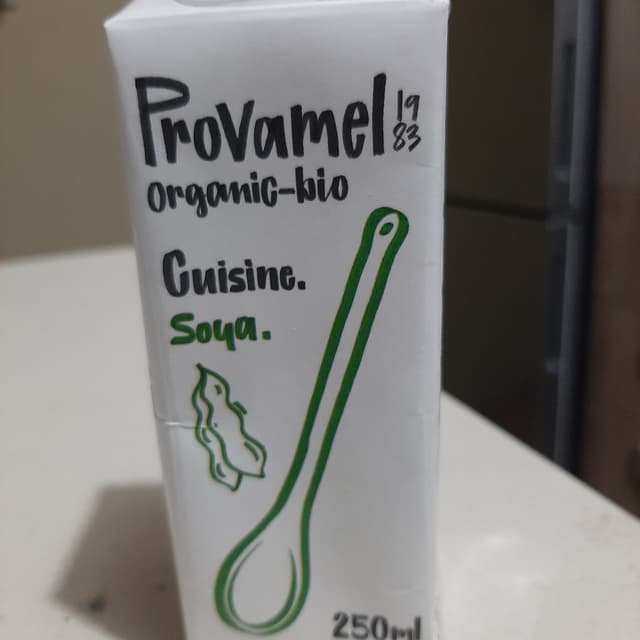 Provamel 19
83
organic-bio
Cuisine.
Soya.
250ml